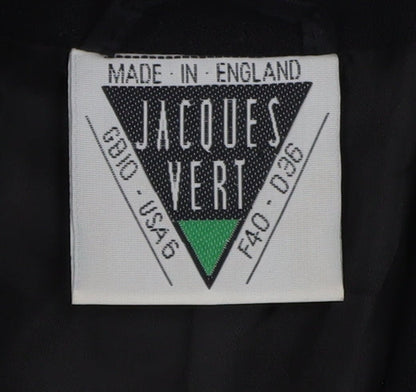 MADE · IN · ENGLAND
JACQUES
VERT
GB10 - USA6
F40 - D36